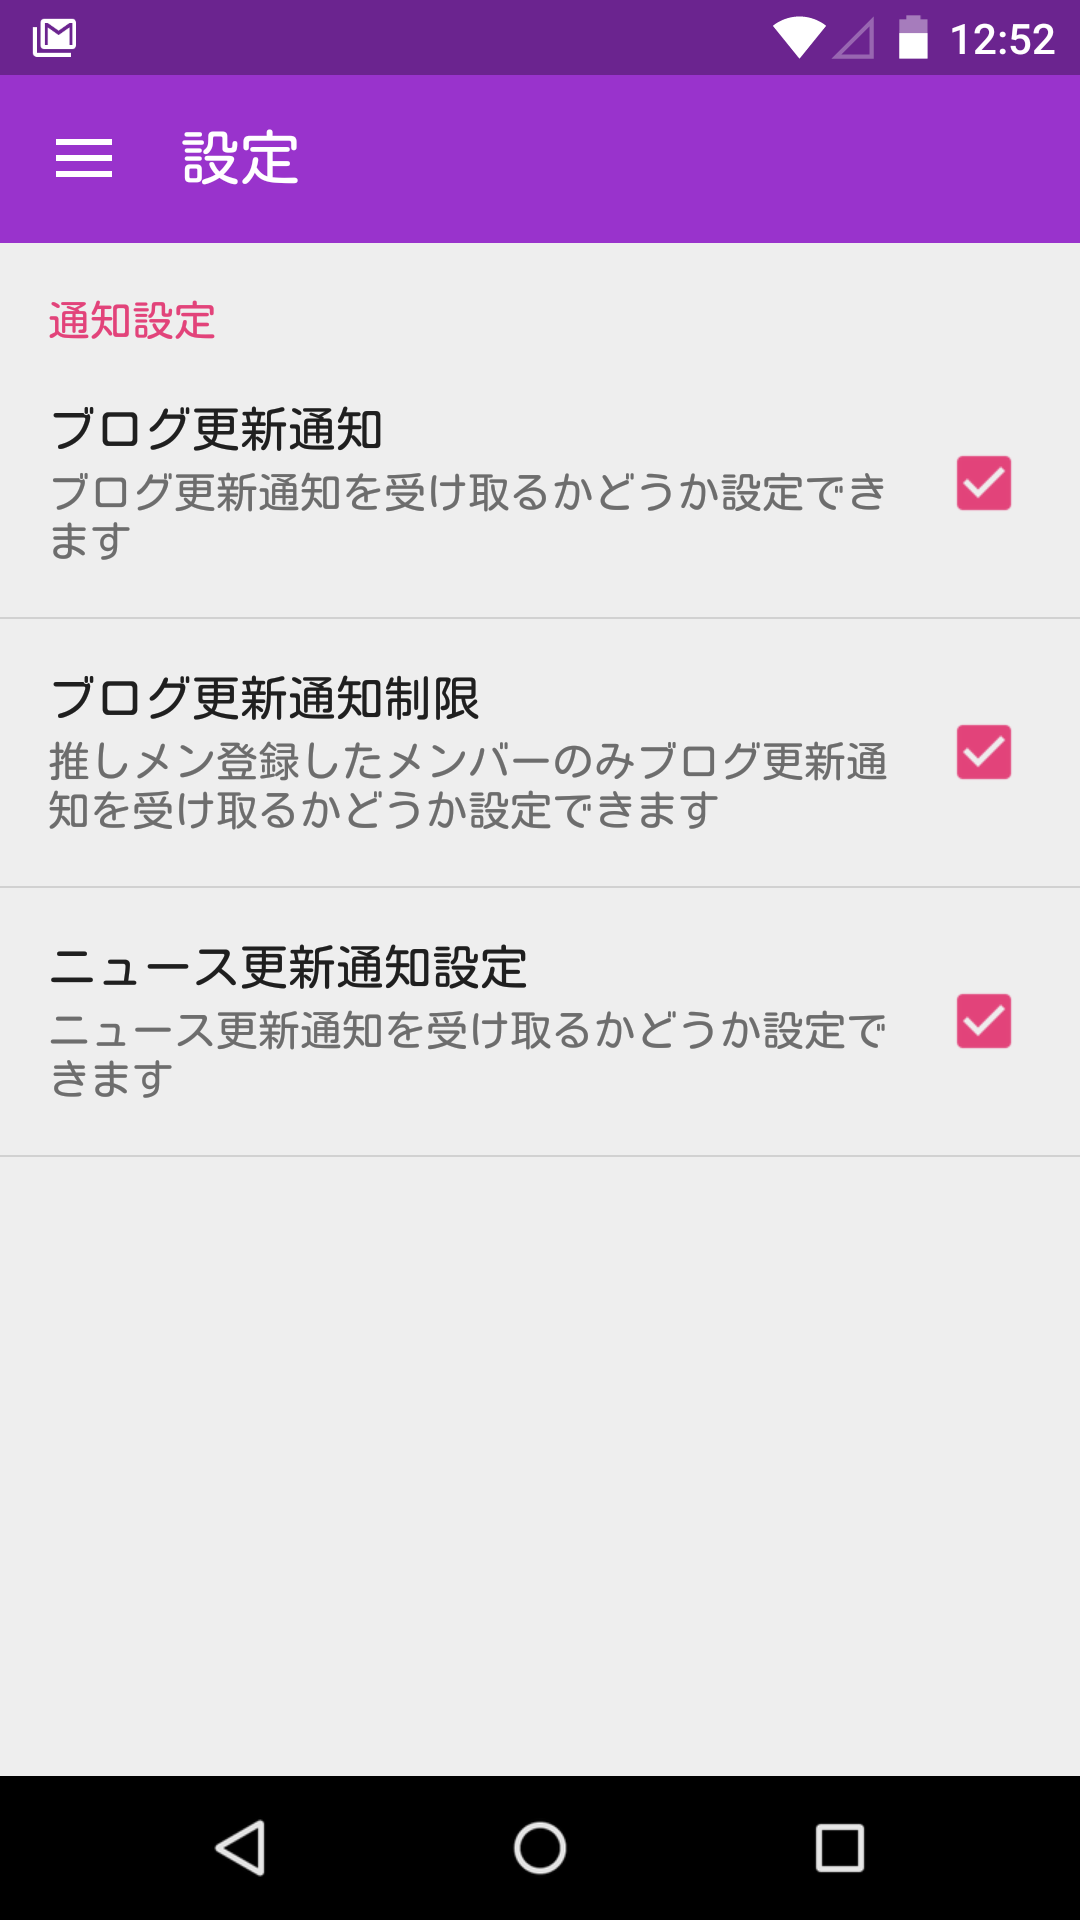 12:52
設定
通知設定
ブログ更新通知
ブログ更新通知を受け取るかどうか設定でき
ます
ブログ更新通知制限
推しメン登録したメンバーのみブログ更新通
知を受け取るかどうか設定できます
ニュース更新通知設定
ニュース更新通知を受け取るかどうか設定で
きます